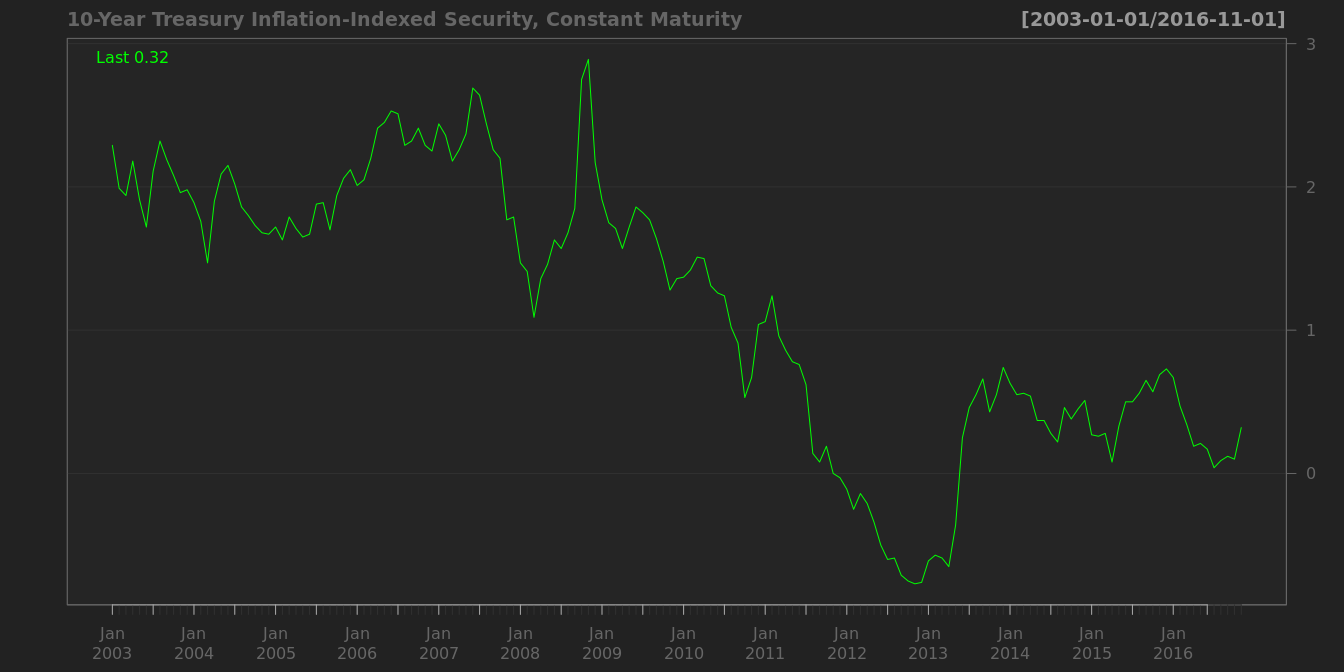 10-Year Treasury Inflation-Indexed Security, Constant Maturity [2003-01-01/2016-11-01]
Last 0.32
3
2
1
0
Jan Jan Jan Jan Jan Jan Jan Jan Jan Jan Jan Jan Jan Jan
2003 2004 2005 2006 2007 2008 2009 2010 2011 2012 2013 2014 2015 2016